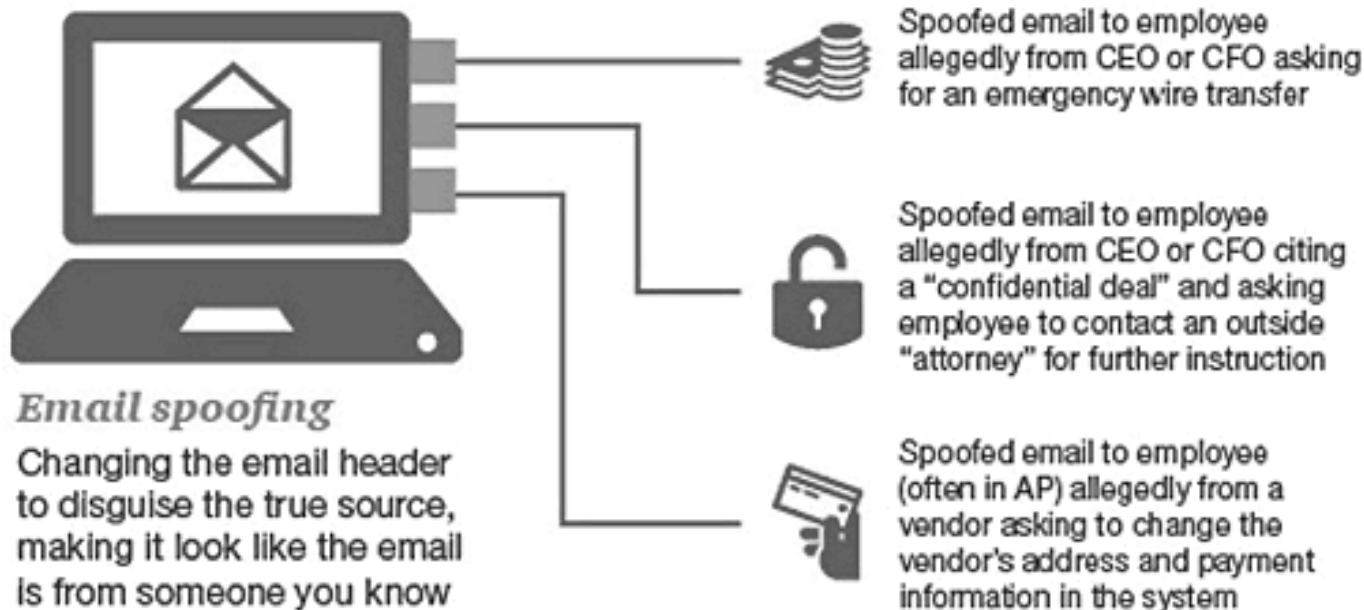 Email spoofing
Changing the email header
to disguise the true source,
making it look like the email
is from someone you know
Spoofed email to employee
allegedly from CEO or CFO asking
for an emergency wire transfer
Spoofed email to employee
allegedly from CEO or CFO citing
a “confidential deal” and asking
employee to contact an outside
“attorney” for further instruction
Spoofed email to employee
(often in AP) allegedly from a
vendor asking to change the
vendor's address and payment
information in the system